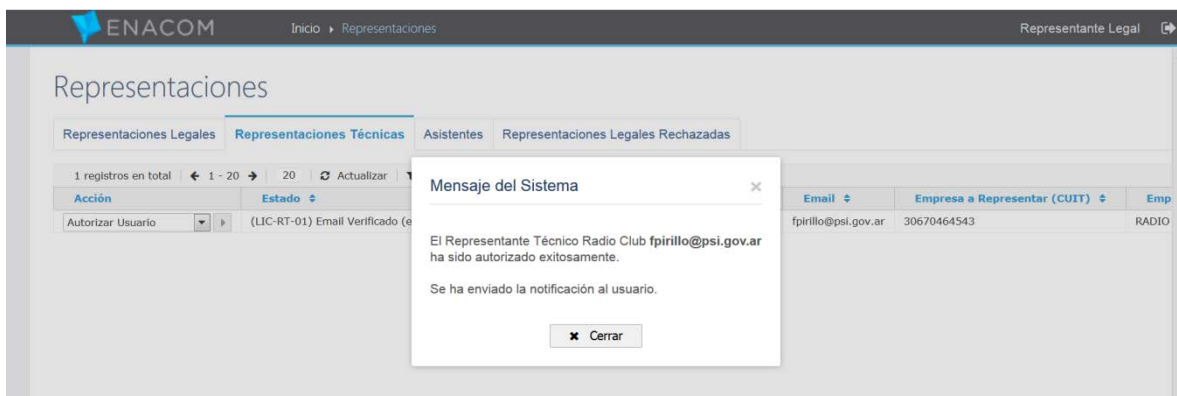 ENACOM
Inicio ▸ Representaciones
Representante Legal
Representaciones
Representaciones Legales
Representaciones Técnicas
Asistentes
Representaciones Legales Rechazadas
1 registros en total
1 - 20
20
Actualizar
Acción
Estado
Email
Empresa a Representar (CUIT)
Emp
Autorizar Usuario
(LIC-RT-01) Email Verificado (e
fpirillo@psi.gov.ar
30670464543
RADIO
Mensaje del Sistema
El Representante Técnico Radio Club fpirillo@psi.gov.ar
ha sido autorizado exitosamente.
Se ha enviado la notificación al usuario.
Cerrar